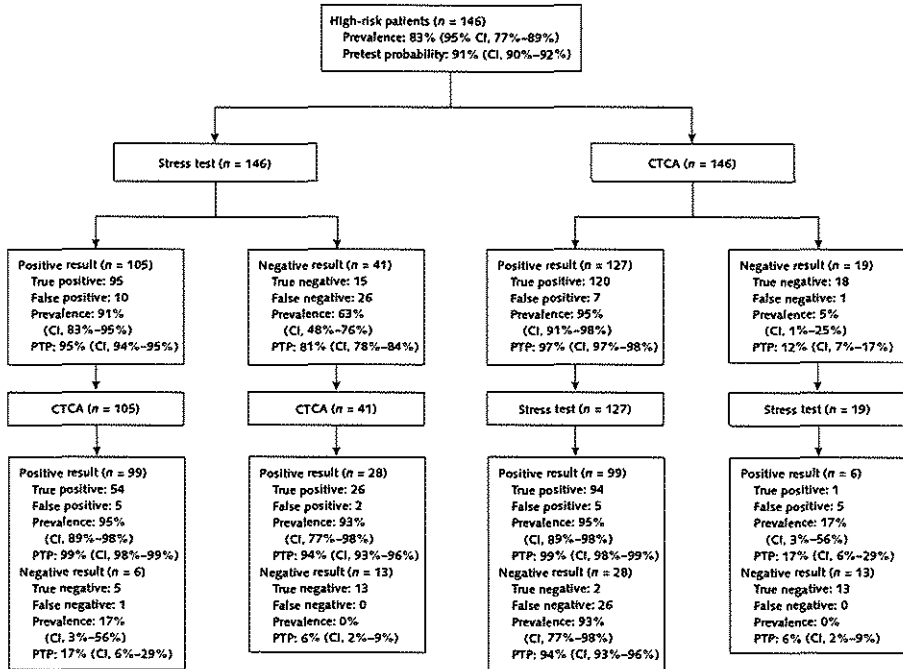 High-risk patients (n = 146)
Prevalence: 83% (95% CI, 77%–89%)
Pretest probability: 91% (CI, 90%–92%)
Stress test (n = 146)
CTCA (n = 146)
Positive result (n = 105)
True positive: 95
False positive: 10
Prevalence: 91%
(CI, 83%–95%)
PTP: 95% (CI, 94%–95%)
Negative result (n = 41)
True negative: 15
False negative: 26
Prevalence: 63%
(CI, 48%–76%)
PTP: 81% (CI, 78%–84%)
Positive result (n = 127)
True positive: 120
False positive: 7
Prevalence: 95%
(CI, 91%–98%)
PTP: 97% (CI, 97%–98%)
Negative result (n = 19)
True negative: 18
False negative: 1
Prevalence: 5%
(CI, 1%–25%)
PTP: 12% (CI, 7%–17%)
CTCA (n = 105)
CTCA (n = 41)
Stress test (n = 127)
Stress test (n = 19)
Positive result (n = 99)
True positive: 54
False positive: 5
Prevalence: 95%
(CI, 89%–98%)
PTP: 99% (CI, 98%–99%)
Negative result (n = 6)
True negative: 5
False negative: 1
Prevalence: 17%
(CI, 3%–56%)
PTP: 17% (CI, 6%–29%)
Positive result (n = 28)
True positive: 26
False positive: 2
Prevalence: 93%
(CI, 77%–98%)
PTP: 94% (CI, 93%–96%)
Negative result (n = 13)
True negative: 13
False negative: 0
Prevalence: 0%
PTP: 6% (CI, 2%–9%)
Positive result (n = 99)
True positive: 94
False positive: 5
Prevalence: 95%
(CI, 89%–98%)
PTP: 99% (CI, 98%–99%)
Negative result (n = 28)
True negative: 2
False negative: 26
Prevalence: 93%
(CI, 77%–98%)
PTP: 94% (CI, 93%–96%)
Positive result (n = 6)
True positive: 1
False positive: 5
Prevalence: 17%
(CI, 3%–56%)
PTP: 17% (CI, 6%–29%)
Negative result (n = 13)
True negative: 13
False negative: 0
Prevalence: 0%
PTP: 6% (CI, 2%–9%)